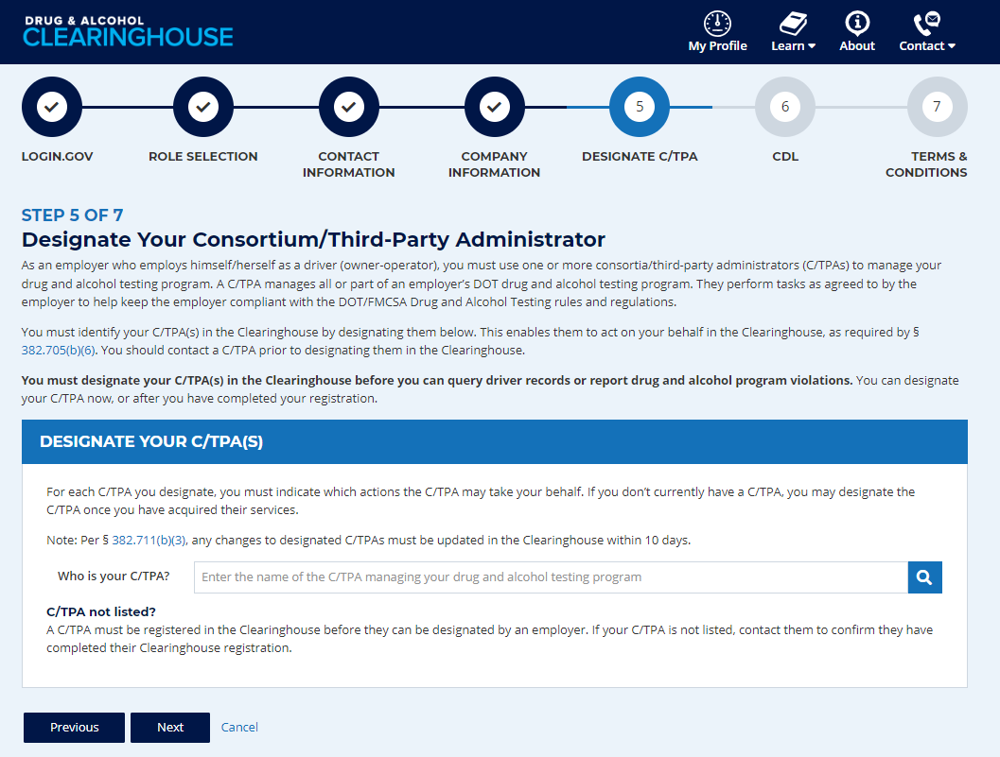 DRUG & ALCOHOL
CLEARINGHOUSE
My Profile
Learn
About
Contact
5
6
7
LOGIN.GOV
ROLE SELECTION
CONTACT
INFORMATION
COMPANY
INFORMATION
DESIGNATE C/TPA
CDL
TERMS &
CONDITIONS
STEP 5 OF 7
Designate Your Consortium/Third-Party Administrator
As an employer who employs himself/herself as a driver (owner-operator), you must use one or more consortia/third-party administrators (C/TPAs) to manage your
drug and alcohol testing program. A C/TPA manages all or part of an employer's DOT drug and alcohol testing program. They perform tasks as agreed to by the
employer to help keep the employer compliant with the DOT/FMCSA Drug and Alcohol Testing rules and regulations.
You must identify your C/TPA(s) in the Clearinghouse by designating them below. This enables them to act on your behalf in the Clearinghouse, as required by §
382.705(b)(6). You should contact a C/TPA prior to designating them in the Clearinghouse.
You must designate your C/TPA(s) in the Clearinghouse before you can query driver records or report drug and alcohol program violations. You can designate
your C/TPA now, or after you have completed your registration.
DESIGNATE YOUR C/TPA(S)
For each C/TPA you designate, you must indicate which actions the C/TPA may take your behalf. If you don't currently have a C/TPA, you may designate the
C/TPA once you have acquired their services.
Note: Per § 382.711(b)(3), any changes to designated C/TPAs must be updated in the Clearinghouse within 10 days.
Who is your C/TPA?
Enter the name of the C/TPA managing your drug and alcohol testing program
C/TPA not listed?
A C/TPA must be registered in the Clearinghouse before they can be designated by an employer. If your C/TPA is not listed, contact them to confirm they have
completed their Clearinghouse registration.
Previous
Next
Cancel